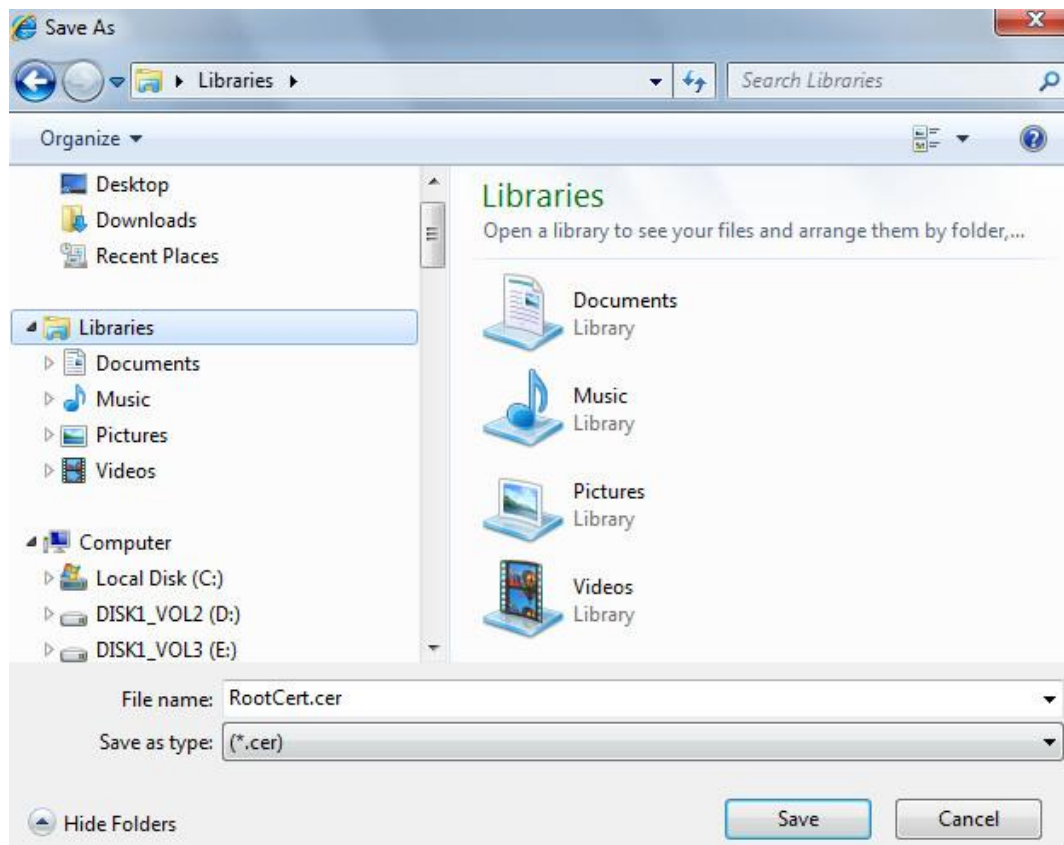 Save As
Libraries
Search Libraries
Organize
Desktop
Downloads
Recent Places
Libraries
Documents
Music
Pictures
Videos
Computer
Local Disk (C:)
DISK1_VOL2 (D:)
DISK1_VOL3 (E:)
Libraries
Open a library to see your files and arrange them by folder,...
Documents
Library
Music
Library
Pictures
Library
Videos
Library
File name: RootCert.cer
Save as type: (*.cer)
Hide Folders
Save
Cancel